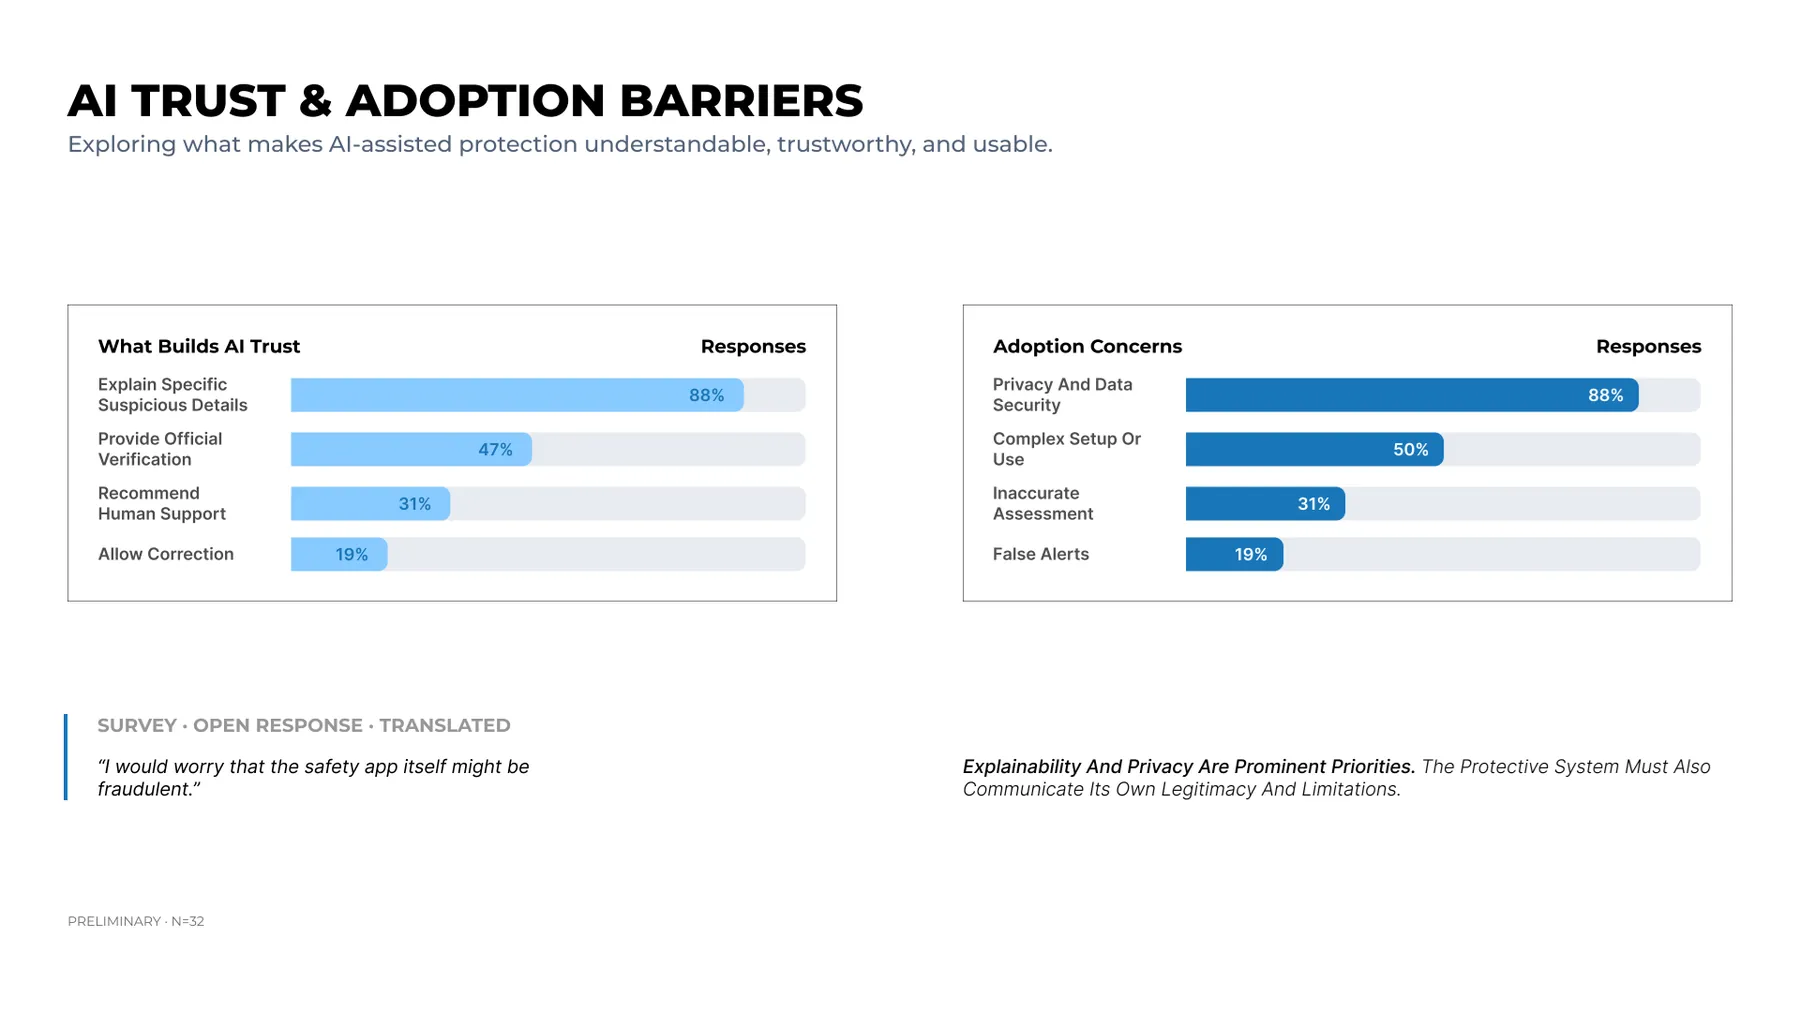 AI TRUST & ADOPTION BARRIERS
Exploring what makes AI-assisted protection understandable, trustworthy, and usable.
What Builds AI Trust
Responses
Explain Specific
Suspicious Details
88%
Provide Official
Verification
47%
Recommend
Human Support
31%
Allow Correction
19%
Adoption Concerns
Responses
Privacy And Data
Security
88%
Complex Setup Or
Use
50%
Inaccurate
Assessment
31%
False Alerts
19%
SURVEY · OPEN RESPONSE · TRANSLATED
“I would worry that the safety app itself might be
fraudulent.”
Explainability And Privacy Are Prominent Priorities. The Protective System Must Also
Communicate Its Own Legitimacy And Limitations.
PRELIMINARY · N=32